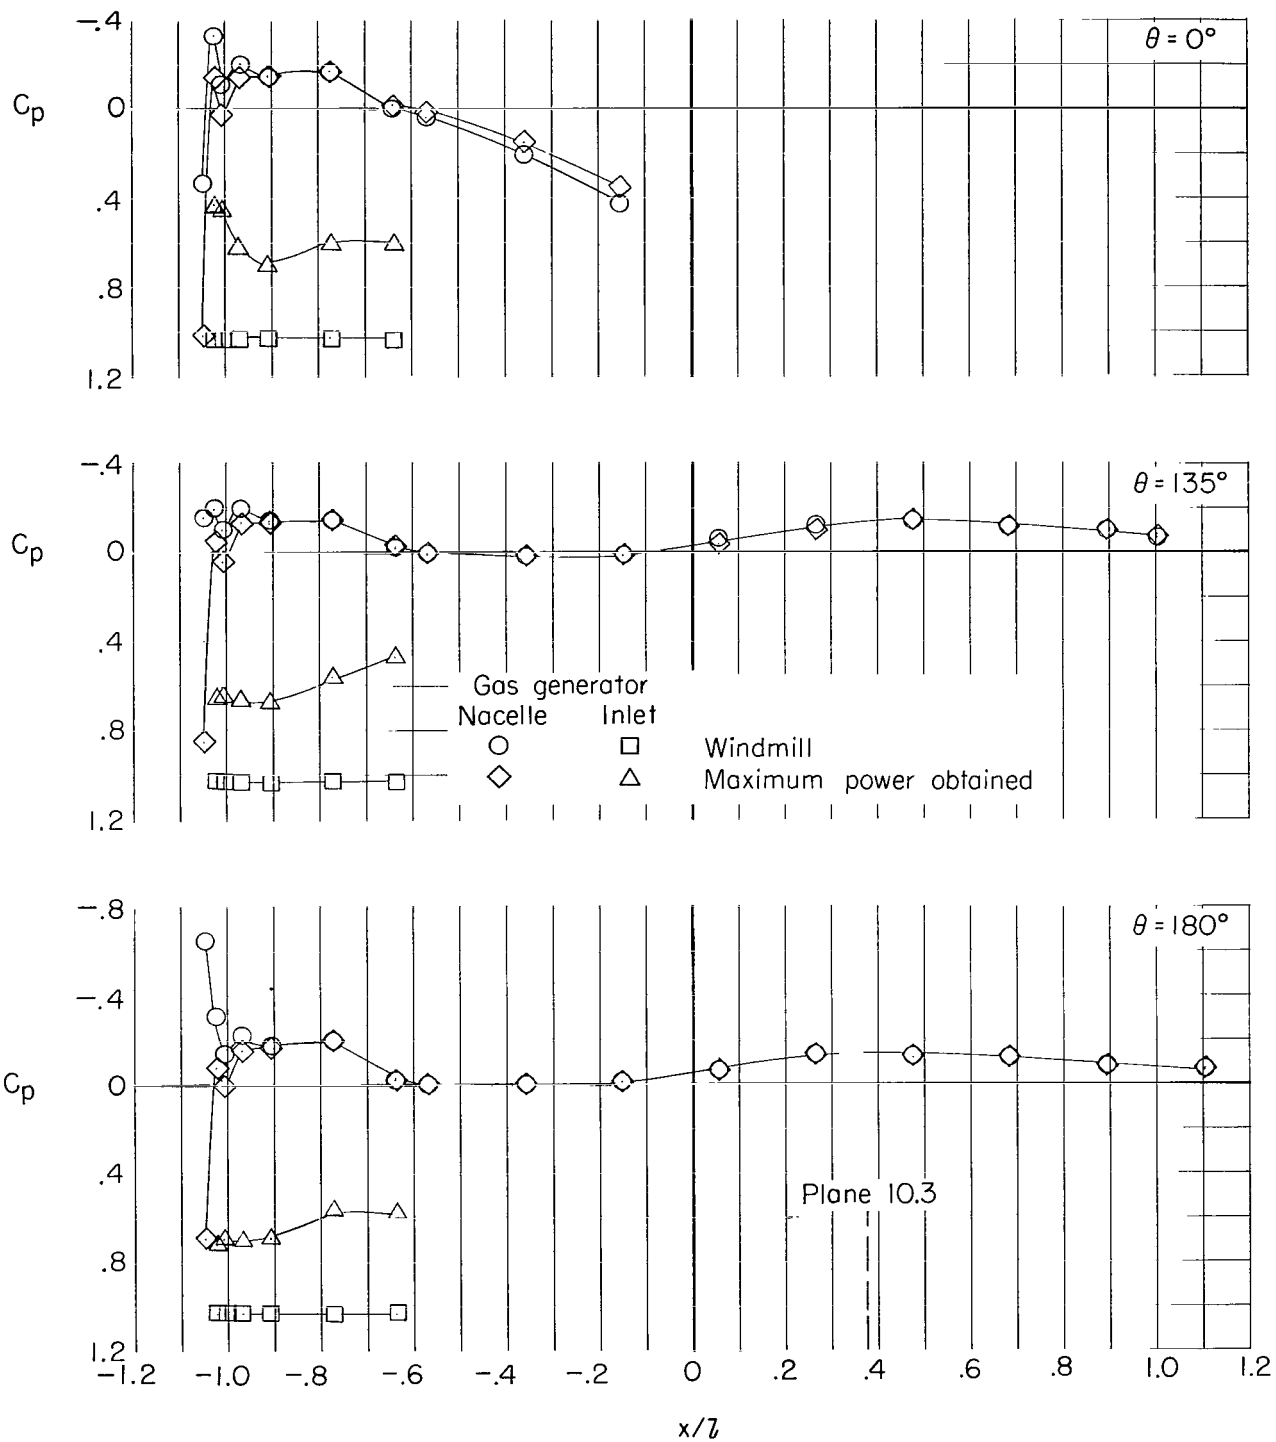 -.4
θ = 0°
Cp
0
.4
.8
1.2
-.4
θ = 135°
Cp
0
.4
Gas generator
Nacelle Inlet
.8
Windmill
Maximum power obtained
1.2
-.8
θ = 180°
-.4
Cp
0
.4
Plane 10.3
.8
1.2
-1.2 -1.0 -.8 -.6 -.4 -.2 0 .2 .4 .6 .8 1.0 1.2
x/l